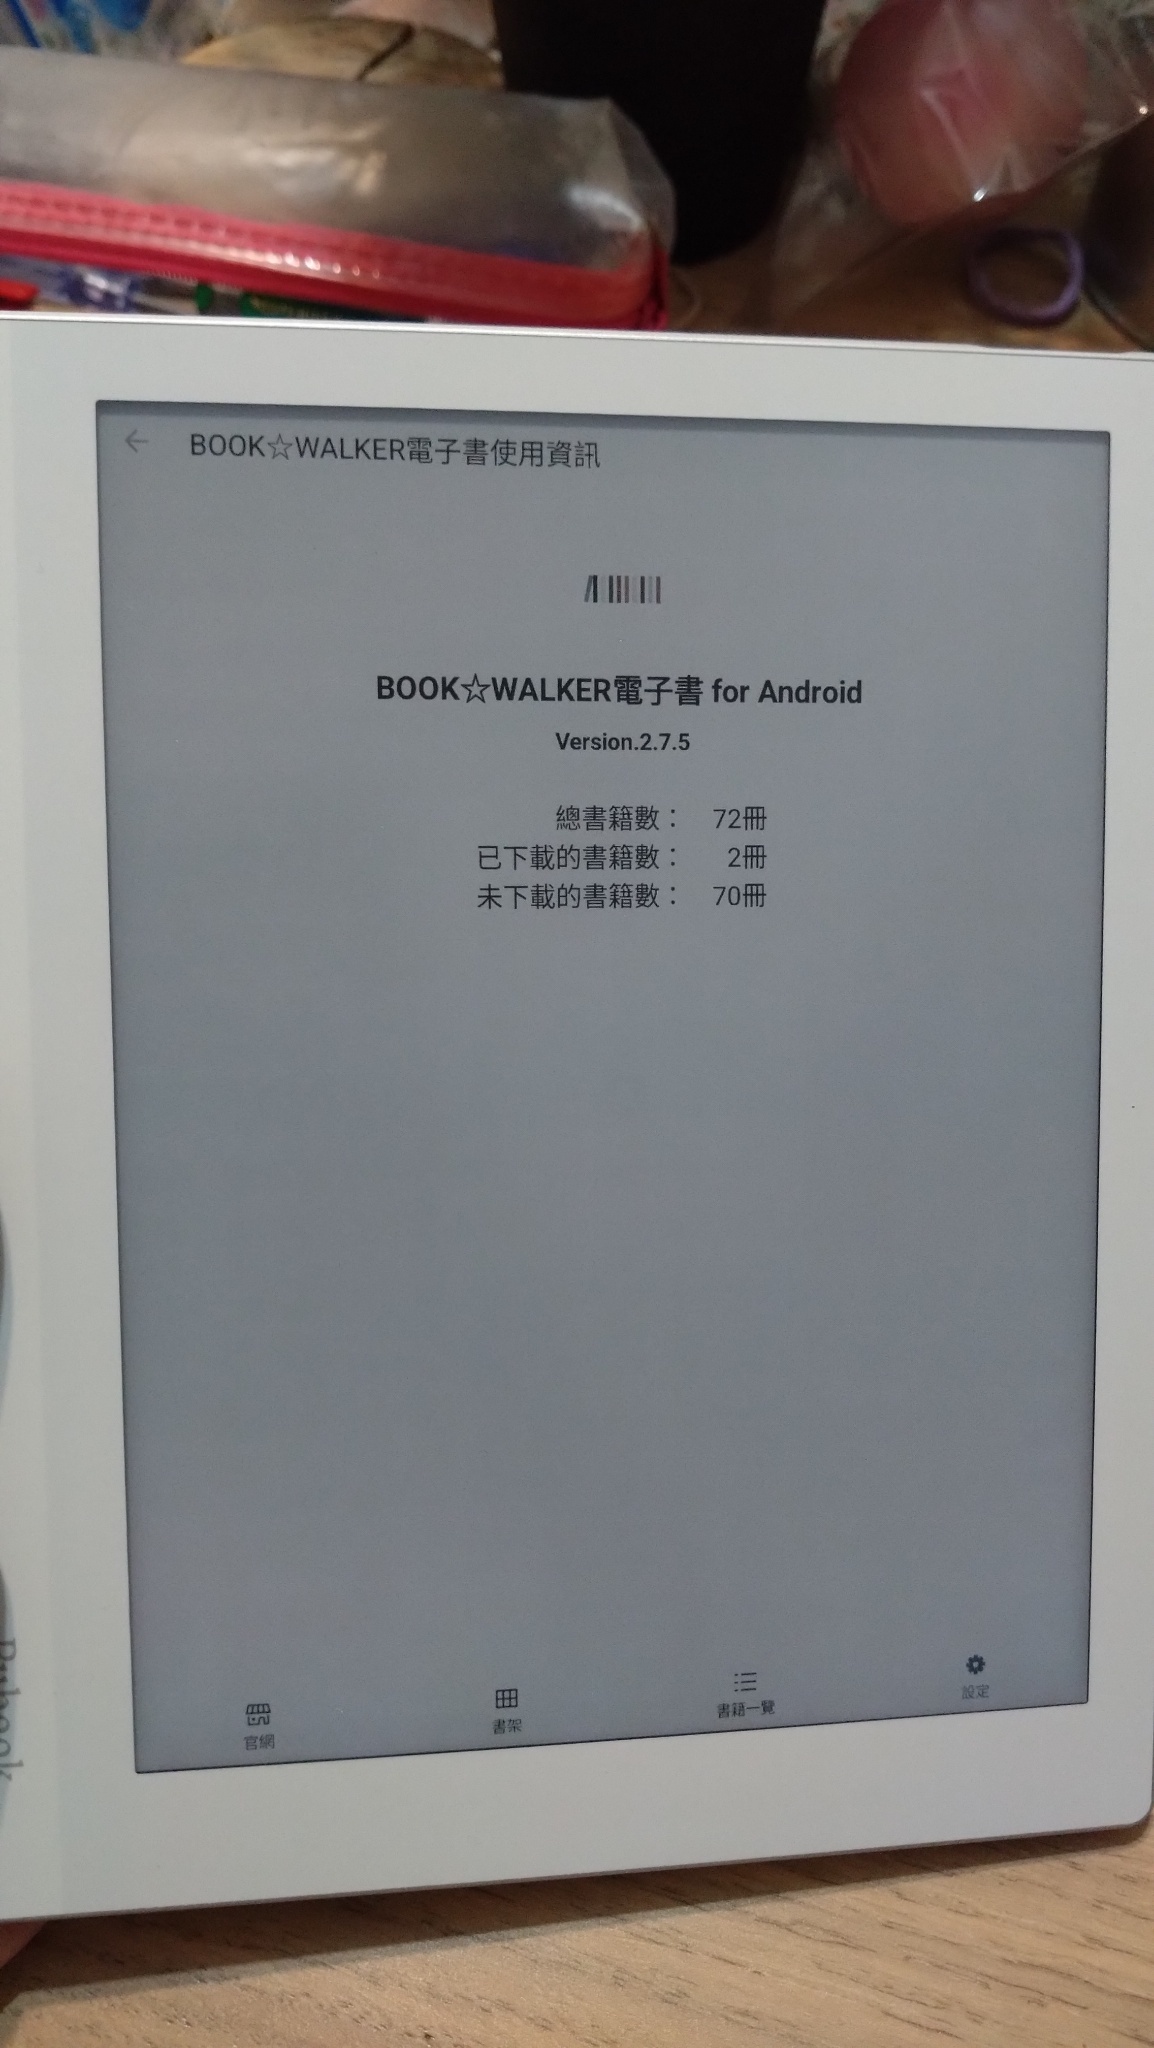 BOOK☆WALKER電子書使用資訊
BOOK☆WALKER電子書 for Android
Version.2.7.5
總書籍數： 72冊
已下載的書籍數： 2冊
未下載的書籍數： 70冊
官網
書架
書籍一覽
設定